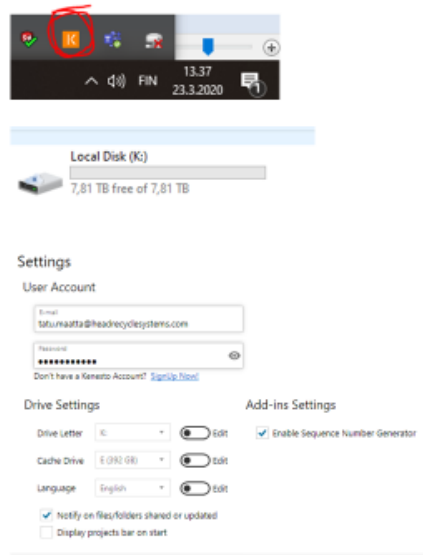 K
FIN
13.37
23.3.2020
1
Local Disk (K:)
7,81 TB free of 7,81 TB
Settings
User Account
E-mail
tatu.maatta@headrecyclesystems.com
Password
Don't have a Kenesto Account? SignUp Now!
Drive Settings
Add-ins Settings
Drive Letter K: Edit
Enable Sequence Number Generator
Cache Drive E (392 GB) Edit
Language English Edit
Notify on files/folders shared or updated
Display projects bar on start